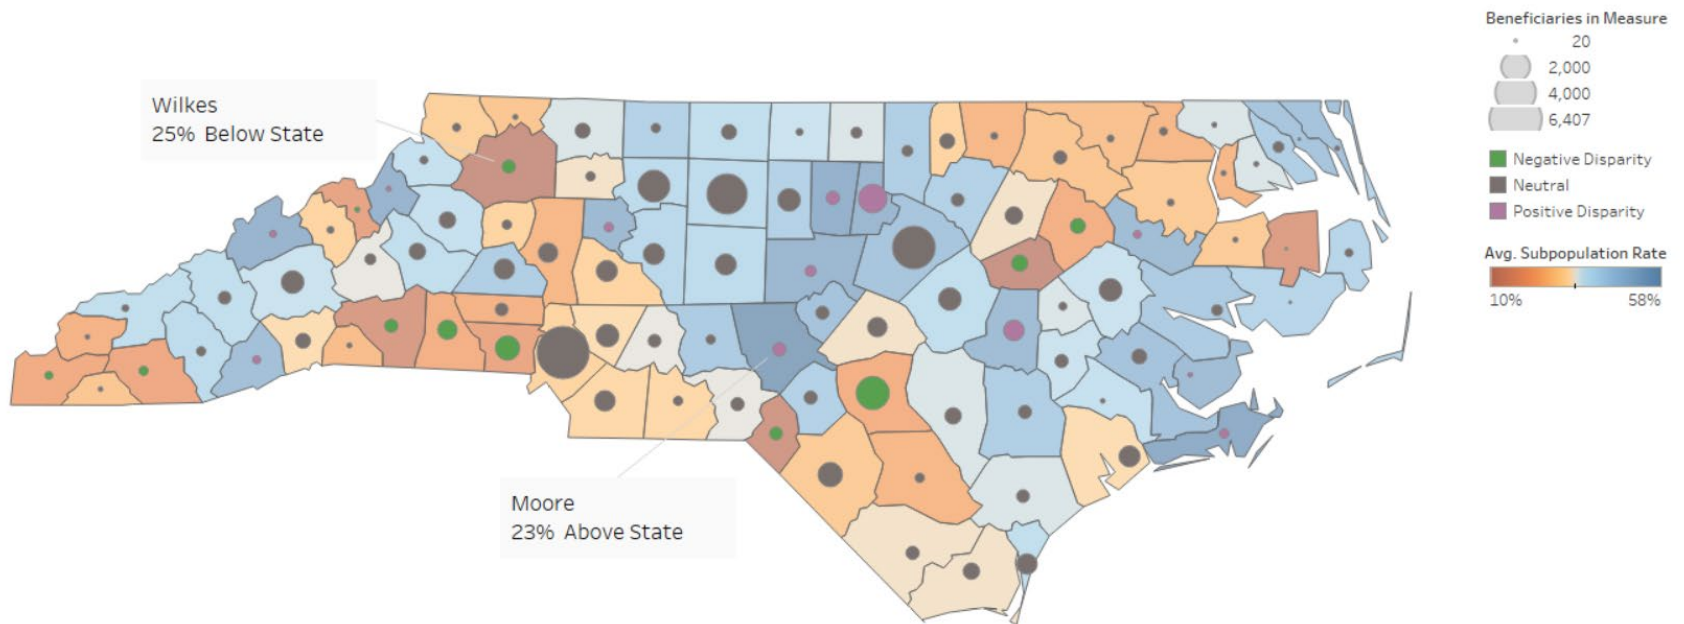 Wilkes
25% Below State
Moore
23% Above State
Beneficiaries in Measure
20
2,000
4,000
6,407
Negative Disparity
Neutral
Positive Disparity
Avg. Subpopulation Rate
10% 58%